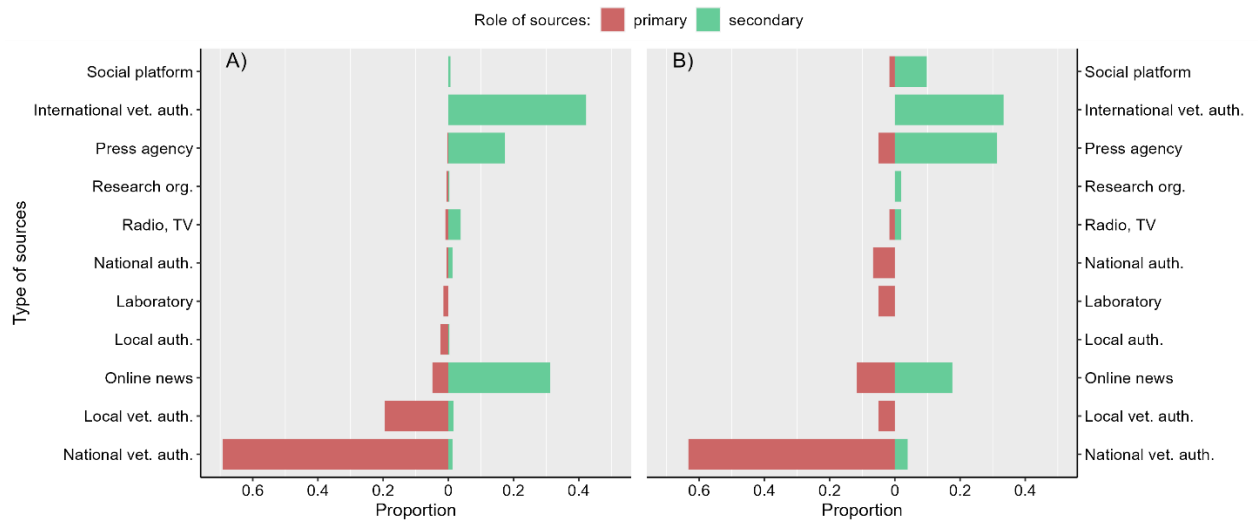 Role of sources: primary secondary
A)
B)
Type of sources
Social platform
International vet. auth.
Press agency
Research org.
Radio, TV
National auth.
Laboratory
Local auth.
Online news
Local vet. auth.
National vet. auth.
0.6 0.4 0.2 0 0.2 0.4
Proportion
Social platform
International vet. auth.
Press agency
Research org.
Radio, TV
National auth.
Laboratory
Local auth.
Online news
Local vet. auth.
National vet. auth.
0.6 0.4 0.2 0 0.2 0.4
Proportion